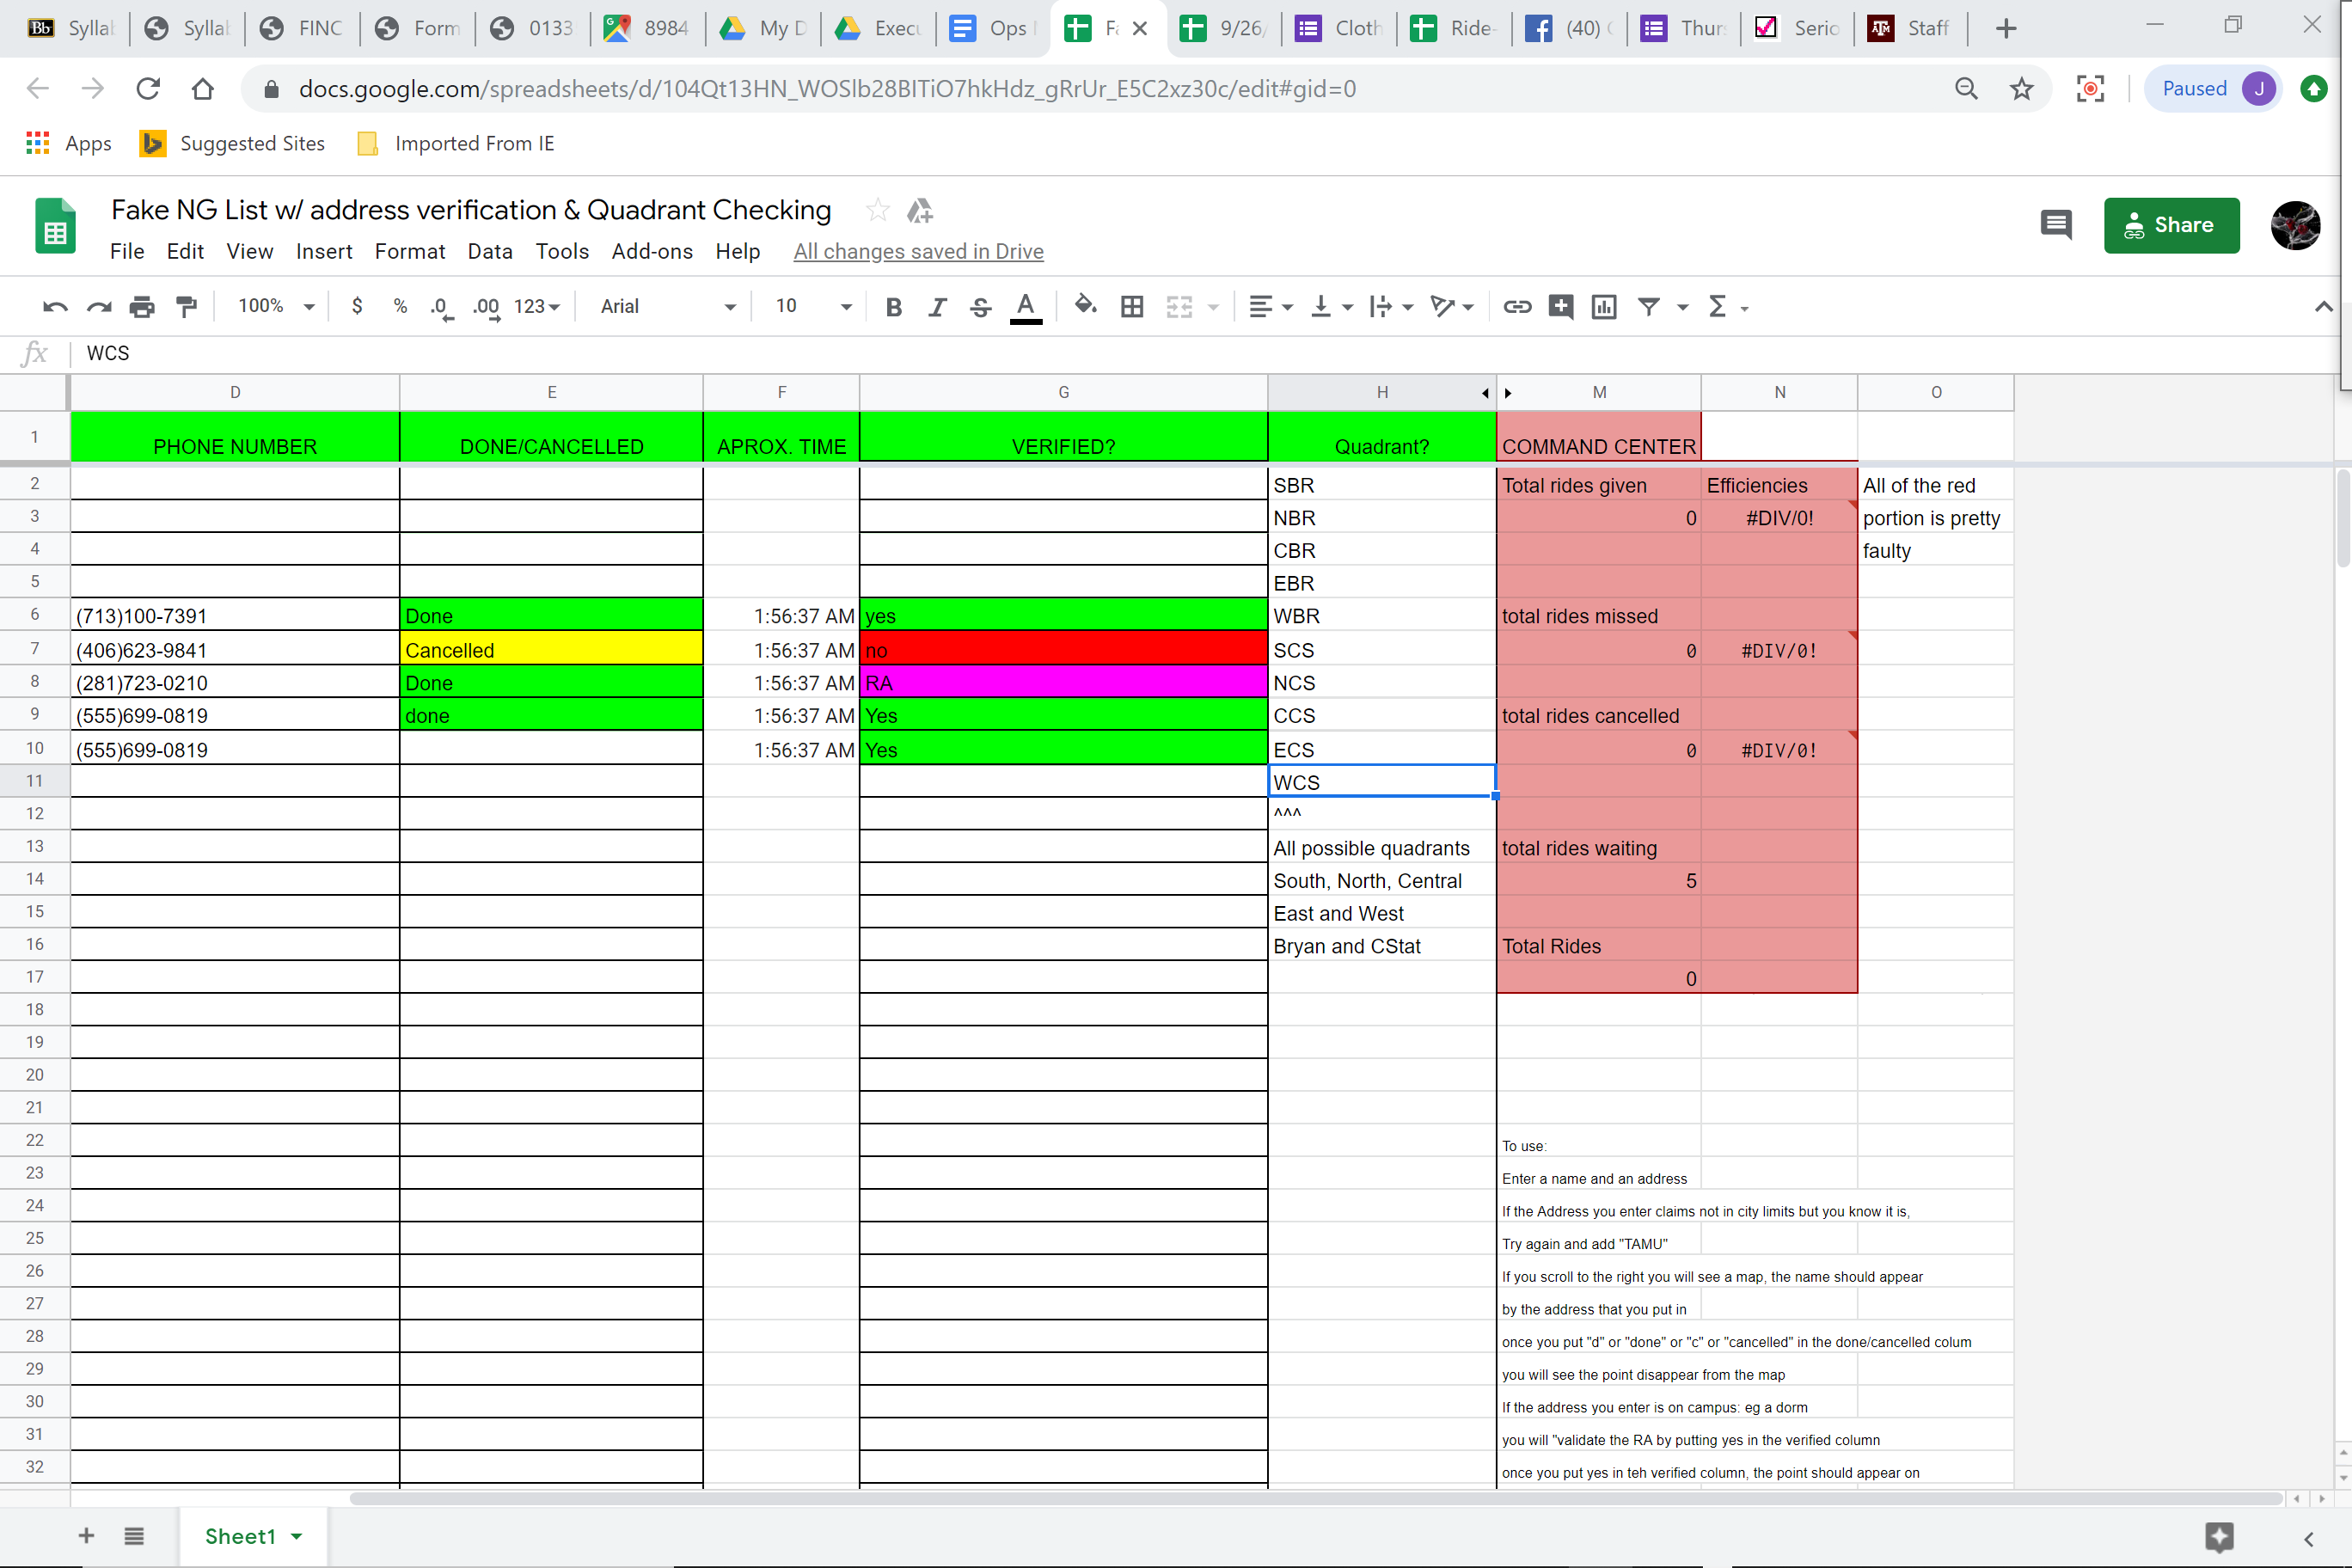 Bb Sylla Sylla FINC Form 0133 8984 My D Execu Ops Fa 9/26/ Cloth Ride- (40) Thur Serio Staff
docs.google.com/spreadsheets/d/104Qt13HN_WOSlb28BITiO7hkHdz_gRrUr_E5C2xz30c/edit#gid=0 Paused J
Apps Suggested Sites Imported From IE
Fake NG List w/ address verification & Quadrant Checking
File Edit View Insert Format Data Tools Add-ons Help All changes saved in Drive Share
100% $ % .0 .00 123 Arial 10 B I S A Σ
fx WCS
D E F G H M N O
1 PHONE NUMBER DONE/CANCELLED APROX. TIME VERIFIED? Quadrant? COMMAND CENTER
2 SBR Total rides given Efficiencies All of the red
3 NBR 0 #DIV/0! portion is pretty
4 CBR faulty
5 EBR
6 (713)100-7391 Done 1:56:37 AM yes WBR total rides missed
7 (406)623-9841 Cancelled 1:56:37 AM no SCS 0 #DIV/0!
8 (281)723-0210 Done 1:56:37 AM RA NCS
9 (555)699-0819 done 1:56:37 AM Yes CCS total rides cancelled
10 (555)699-0819 1:56:37 AM Yes ECS 0 #DIV/0!
11 WCS
12 ^^^
13 All possible quadrants total rides waiting
14 South, North, Central 5
15 East and West
16 Bryan and CStat Total Rides
17 0
18
19
20
21
22 To use:
23 Enter a name and an address
24 If the Address you enter claims not in city limits but you know it is,
25 Try again and add "TAMU"
26 If you scroll to the right you will see a map, the name should appear
27 by the address that you put in
28 once you put "d" or "done" or "c" or "cancelled" in the done/cancelled colum
29 you will see the point disappear from the map
30 If the address you enter is on campus: eg a dorm
31 you will "validate the RA by putting yes in the verified column
32 once you put yes in teh verified column, the point should appear on
Sheet1